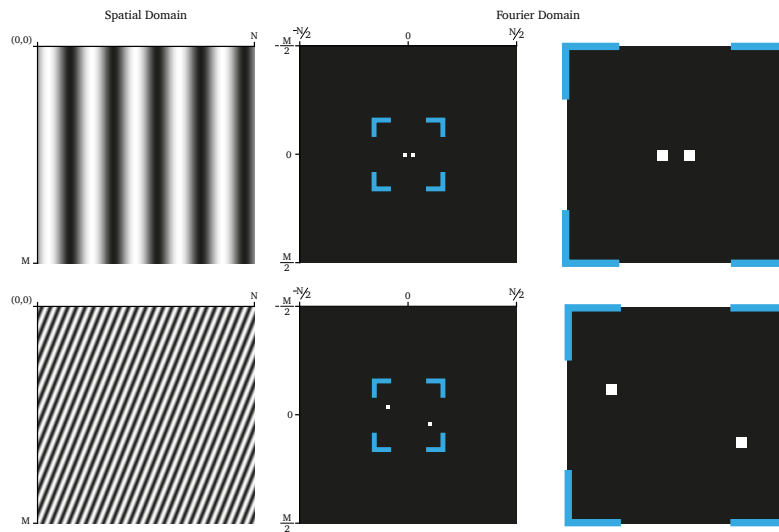 Spatial Domain
Fourier Domain
(0,0)
N
M
-N/2
0
N/2
-M/2
0
M/2
(0,0)
N
M
-N/2
0
N/2
-M/2
0
M/2